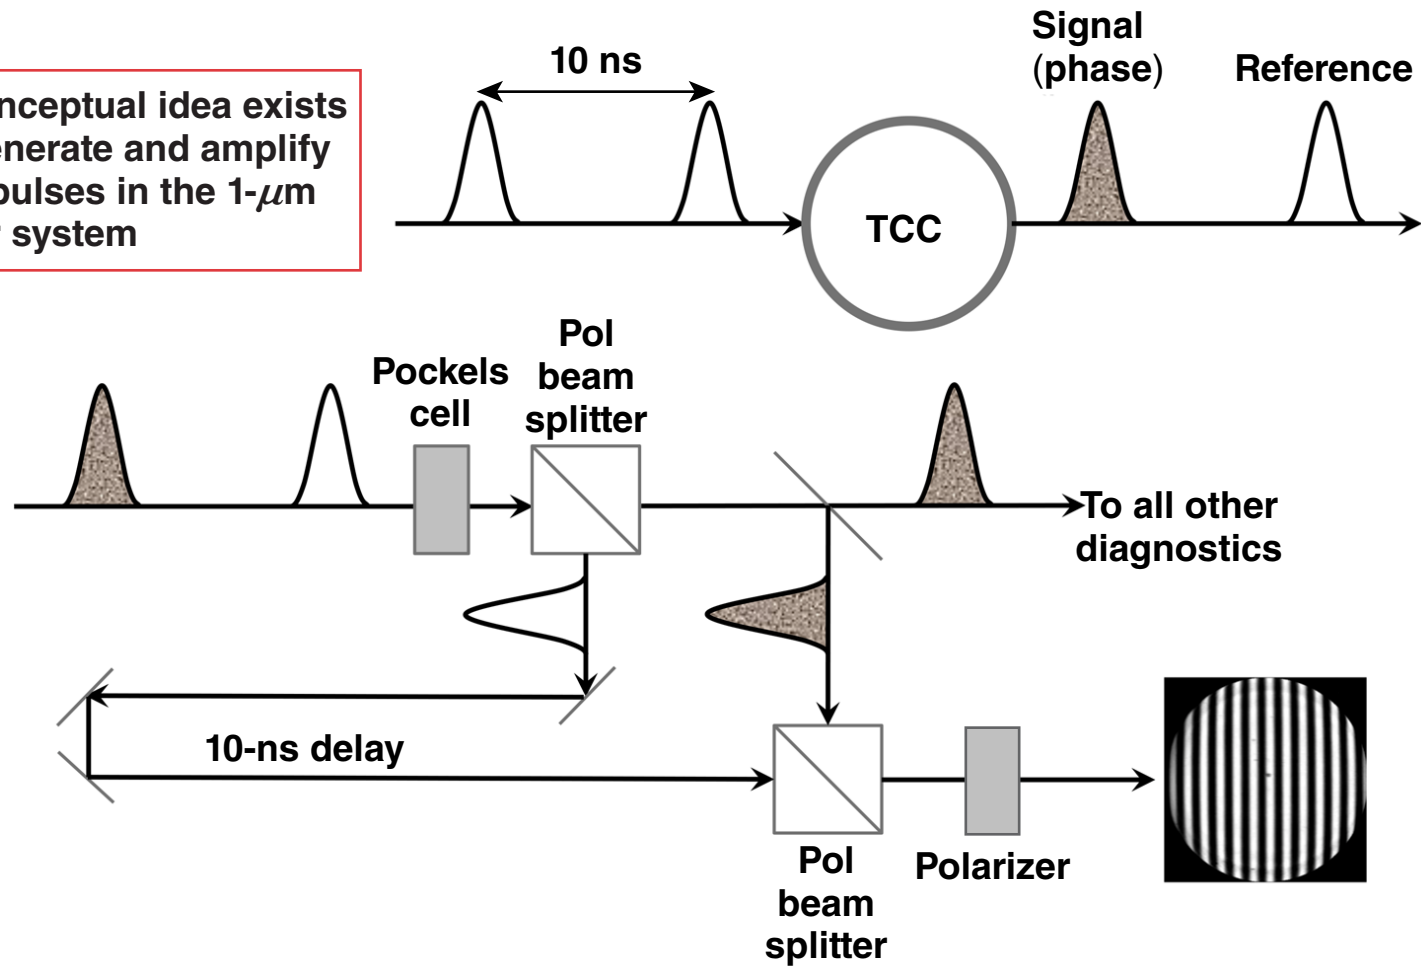 10 ns
Signal
(phase)
Reference
nceptual idea exists
enerate and amplify
pulses in the 1-μm
system
TCC
Pol
beam
splitter
Pockels
cell
To all other
diagnostics
10-ns delay
Pol
beam
splitter
Polarizer